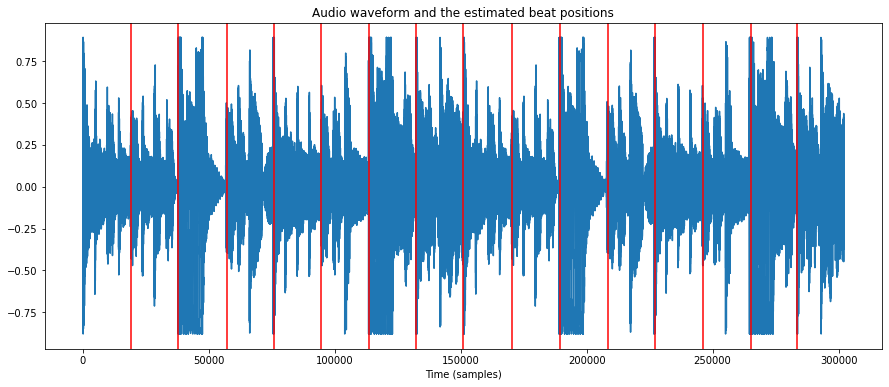 Audio waveform and the estimated beat positions
0.75
0.50
0.25
0.00
−0.25
−0.50
−0.75
0 50000 100000 150000 200000 250000 300000
Time (samples)